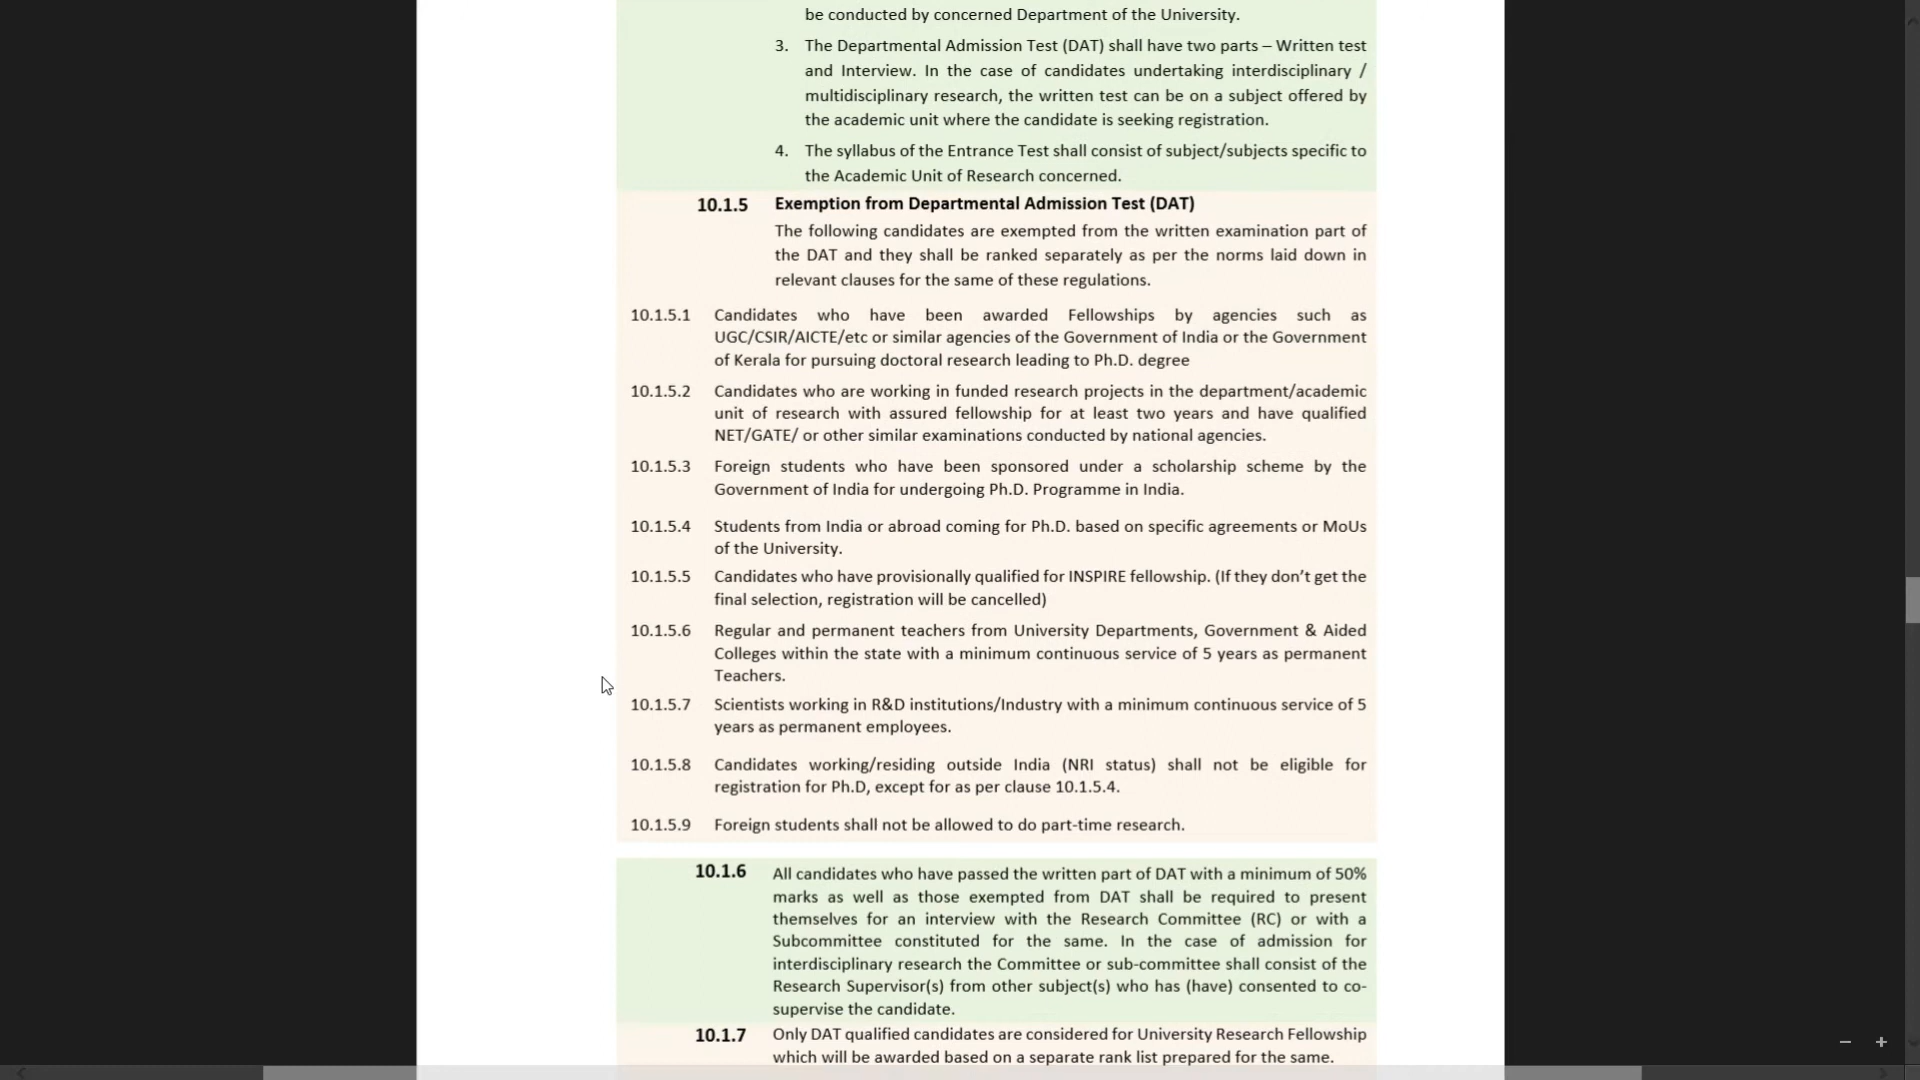 be conducted by concerned Department of the University.
3. The Departmental Admission Test (DAT) shall have two parts – Written test
and Interview. In the case of candidates undertaking interdisciplinary /
multidisciplinary research, the written test can be on a subject offered by
the academic unit where the candidate is seeking registration.
4. The syllabus of the Entrance Test shall consist of subject/subjects specific to
the Academic Unit of Research concerned.
10.1.5 Exemption from Departmental Admission Test (DAT)
The following candidates are exempted from the written examination part of
the DAT and they shall be ranked separately as per the norms laid down in
relevant clauses for the same of these regulations.
10.1.5.1 Candidates who have been awarded Fellowships by agencies such as
UGC/CSIR/AICTE/etc or similar agencies of the Government of India or the Government
of Kerala for pursuing doctoral research leading to Ph.D. degree
10.1.5.2 Candidates who are working in funded research projects in the department/academic
unit of research with assured fellowship for at least two years and have qualified
NET/GATE/ or other similar examinations conducted by national agencies.
10.1.5.3 Foreign students who have been sponsored under a scholarship scheme by the
Government of India for undergoing Ph.D. Programme in India.
10.1.5.4 Students from India or abroad coming for Ph.D. based on specific agreements or MoUs
of the University.
10.1.5.5 Candidates who have provisionally qualified for INSPIRE fellowship. (If they don’t get the
final selection, registration will be cancelled)
10.1.5.6 Regular and permanent teachers from University Departments, Government & Aided
Colleges within the state with a minimum continuous service of 5 years as permanent
Teachers.
10.1.5.7 Scientists working in R&D institutions/Industry with a minimum continuous service of 5
years as permanent employees.
10.1.5.8 Candidates working/residing outside India (NRI status) shall not be eligible for
registration for Ph.D, except for as per clause 10.1.5.4.
10.1.5.9 Foreign students shall not be allowed to do part-time research.
10.1.6 All candidates who have passed the written part of DAT with a minimum of 50%
marks as well as those exempted from DAT shall be required to present
themselves for an interview with the Research Committee (RC) or with a
Subcommittee constituted for the same. In the case of admission for
interdisciplinary research the Committee or sub-committee shall consist of the
Research Supervisor(s) from other subject(s) who has (have) consented to co-
supervise the candidate.
10.1.7 Only DAT qualified candidates are considered for University Research Fellowship
which will be awarded based on a separate rank list prepared for the same.